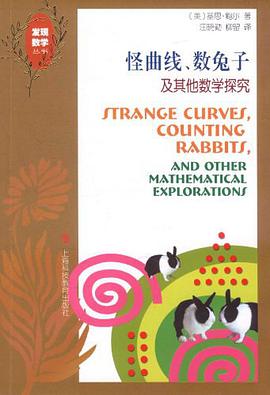 发现
数学
丛书
(美)基思·鲍尔 著
汪晓勤 柳留 译
怪曲线、数兔子
及其他数学探究
STRANGE CURVES,
COUNTING
RABBITS,
AND OTHER
MATHEMATICAL
EXPLORATIONS
上海科技教育出版社